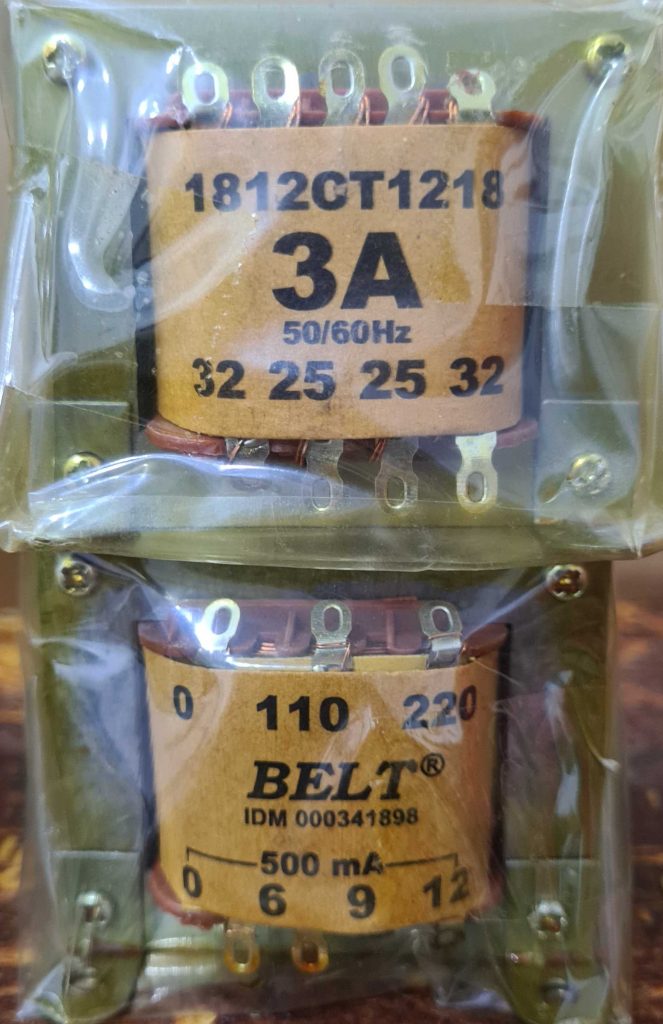 1812CT1218
3A
50/60Hz
32 25 25 32
0 110 220
BELT®
IDM 000341898
500 mA
0 6 9 12